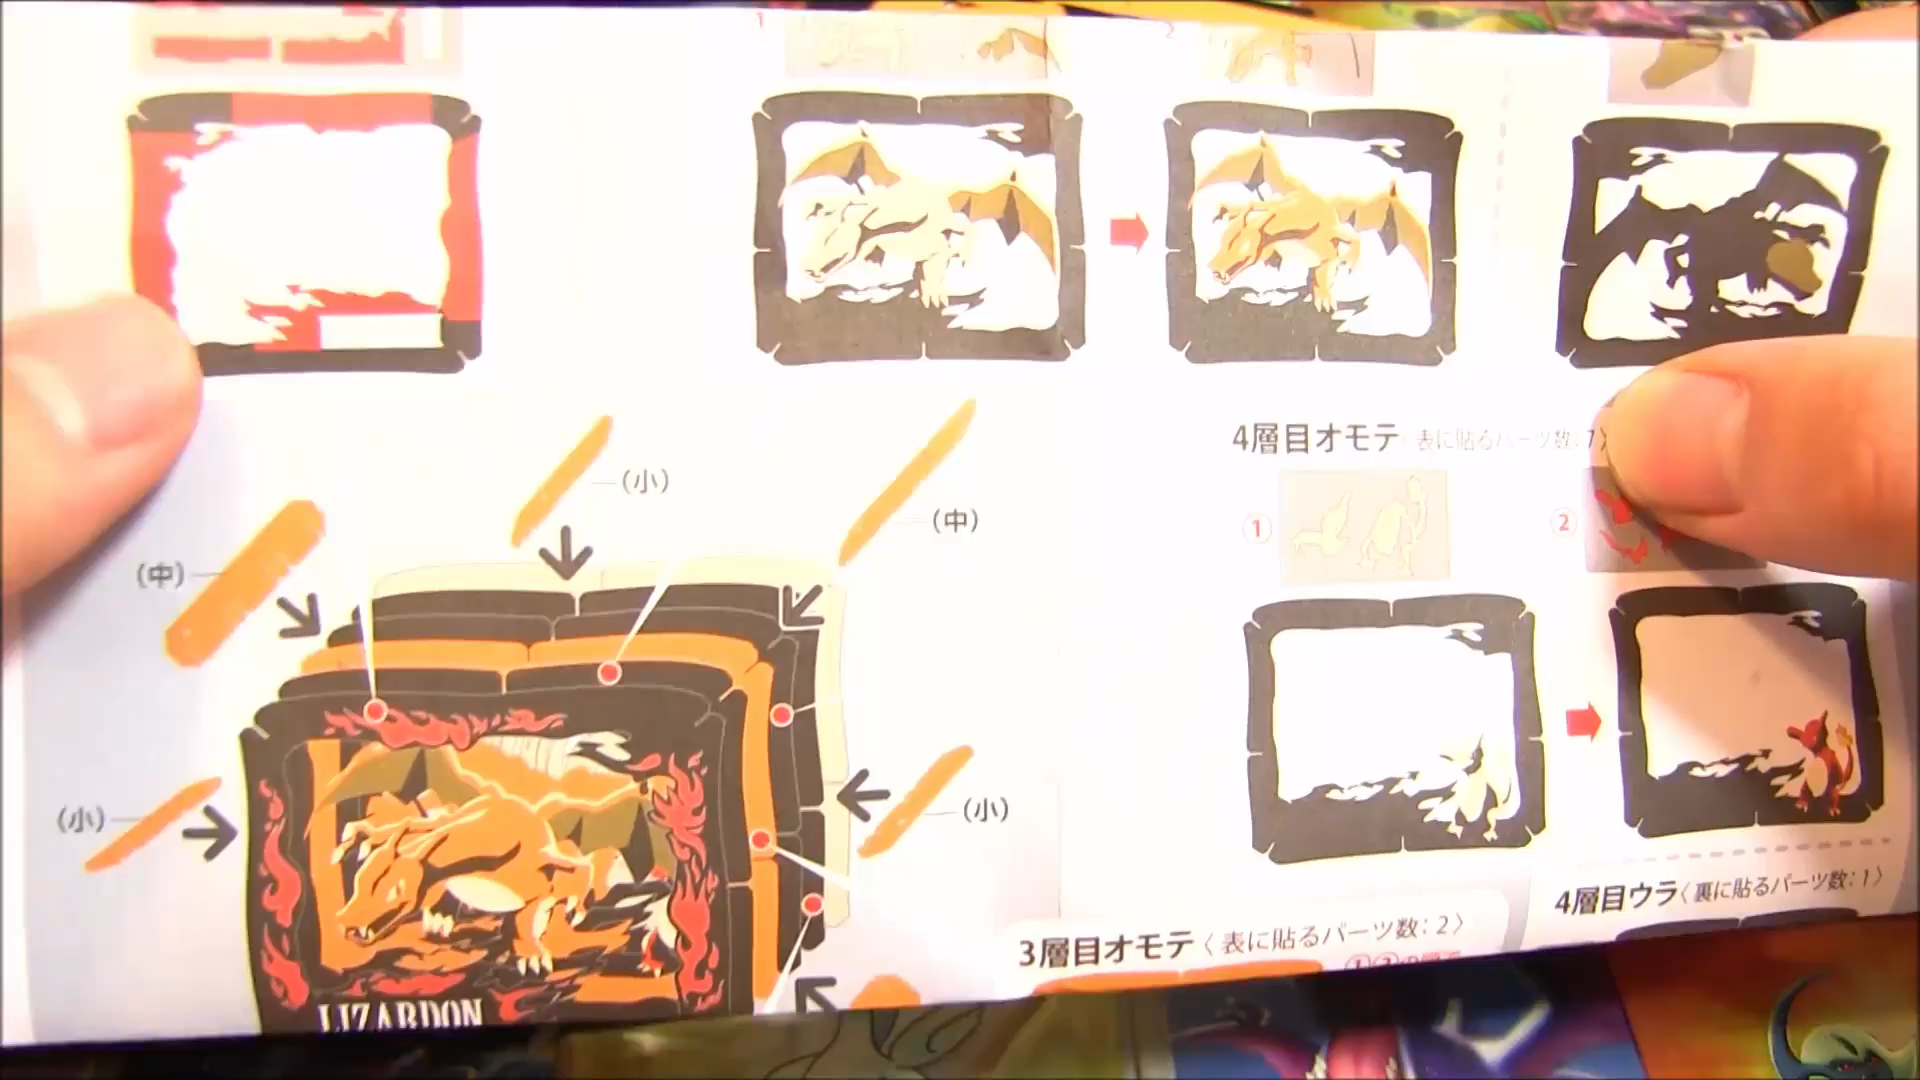 1
2
(小)
(中)
(中)
(小)
(小)
LIZARDON
4層目オモテ〈表に貼るパーツ数:7〉
①
②
3層目オモテ〈表に貼るパーツ数:2〉
4層目ウラ〈裏に貼るパーツ数:1〉